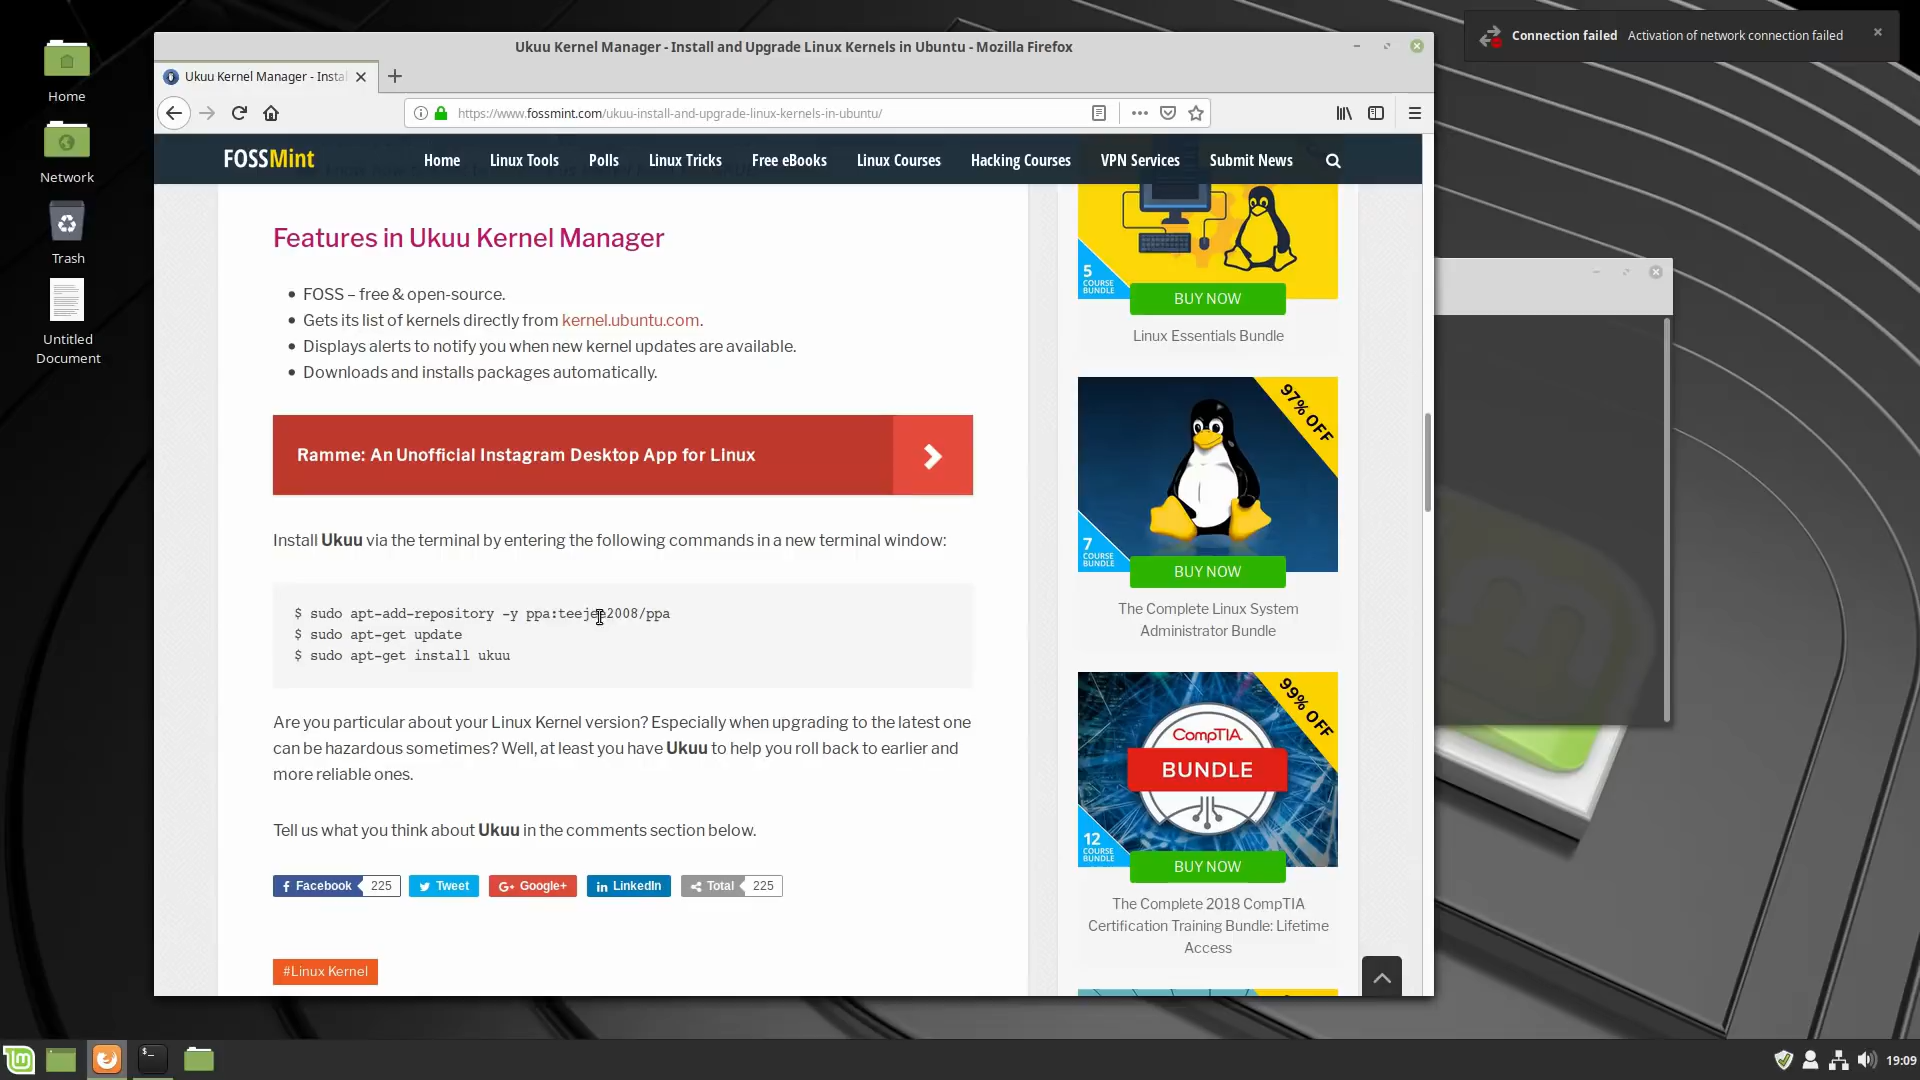 Ukuu Kernel Manager - Install and Upgrade Linux Kernels in Ubuntu - Mozilla Firefox
Connection failed Activation of network connection failed
Ukuu Kernel Manager - Instal
https://www.fossmint.com/ukuu-install-and-upgrade-linux-kernels-in-ubuntu/
FOSSMint
Home Linux Tools Polls Linux Tricks Free eBooks Linux Courses Hacking Courses VPN Services Submit News
Home
Network
Trash
Untitled
Document
Features in Ukuu Kernel Manager
FOSS – free & open-source.
Gets its list of kernels directly from kernel.ubuntu.com.
Displays alerts to notify you when new kernel updates are available.
Downloads and installs packages automatically.
Ramme: An Unofficial Instagram Desktop App for Linux
Install Ukuu via the terminal by entering the following commands in a new terminal window:
$ sudo apt-add-repository -y ppa:teejee2008/ppa
$ sudo apt-get update
$ sudo apt-get install ukuu
Are you particular about your Linux Kernel version? Especially when upgrading to the latest one
can be hazardous sometimes? Well, at least you have Ukuu to help you roll back to earlier and
more reliable ones.
Tell us what you think about Ukuu in the comments section below.
Facebook 225 Tweet Google+ LinkedIn Total 225
#Linux Kernel
5
COURSE
BUNDLE
BUY NOW
Linux Essentials Bundle
97% OFF
7
COURSE
BUNDLE
BUY NOW
The Complete Linux System
Administrator Bundle
99% OFF
CompTIA
BUNDLE
12
COURSE
BUNDLE
BUY NOW
The Complete 2018 CompTIA
Certification Training Bundle: Lifetime
Access
19:09